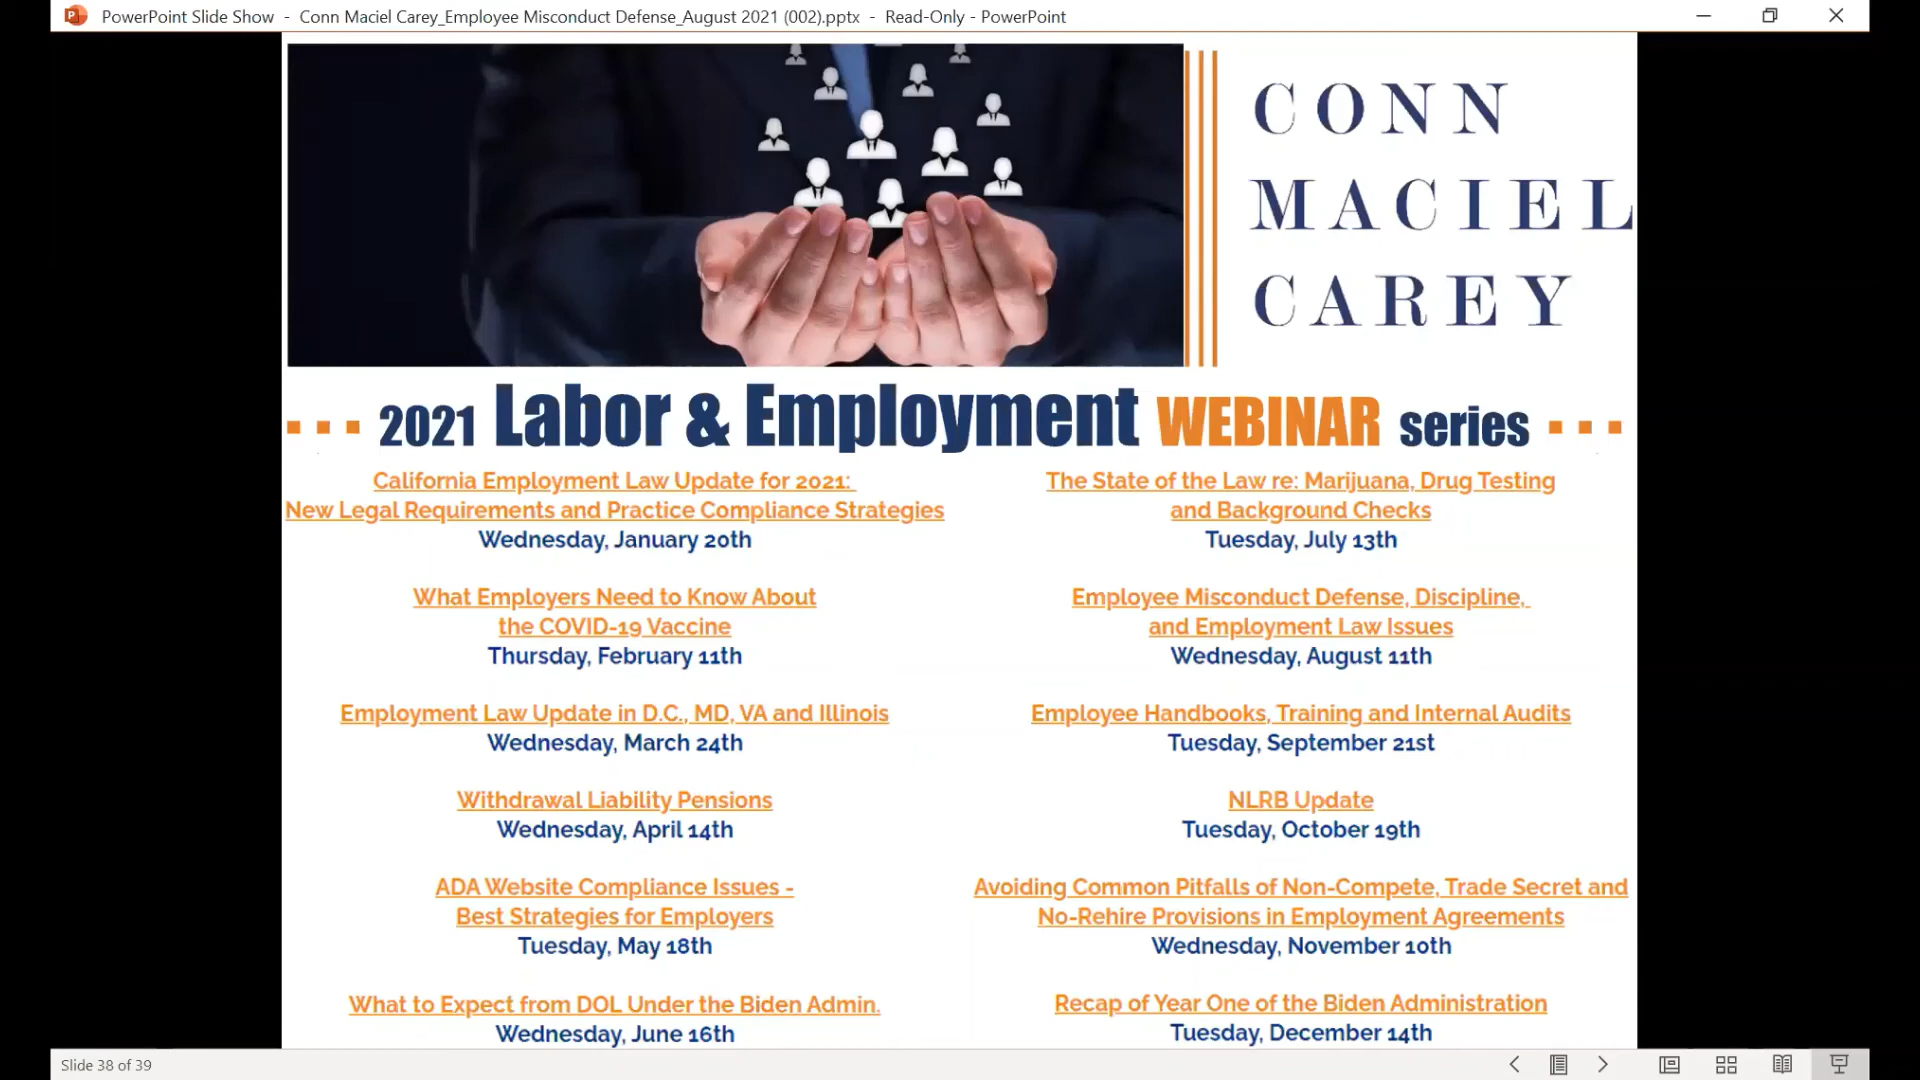 PowerPoint Slide Show - Conn Maciel Carey_Employee Misconduct Defense_August 2021 (002).pptx - Read-Only - PowerPoint
CONN
MACIEL
CAREY
2021 Labor & Employment WEBINAR series
California Employment Law Update for 2021:
New Legal Requirements and Practice Compliance Strategies
Wednesday, January 20th
What Employers Need to Know About
the COVID-19 Vaccine
Thursday, February 11th
Employment Law Update in D.C., MD, VA and Illinois
Wednesday, March 24th
Withdrawal Liability Pensions
Wednesday, April 14th
ADA Website Compliance Issues -
Best Strategies for Employers
Tuesday, May 18th
What to Expect from DOL Under the Biden Admin.
Wednesday, June 16th
The State of the Law re: Marijuana, Drug Testing
and Background Checks
Tuesday, July 13th
Employee Misconduct Defense, Discipline,
and Employment Law Issues
Wednesday, August 11th
Employee Handbooks, Training and Internal Audits
Tuesday, September 21st
NLRB Update
Tuesday, October 19th
Avoiding Common Pitfalls of Non-Compete, Trade Secret and
No-Rehire Provisions in Employment Agreements
Wednesday, November 10th
Recap of Year One of the Biden Administration
Tuesday, December 14th
Slide 38 of 39